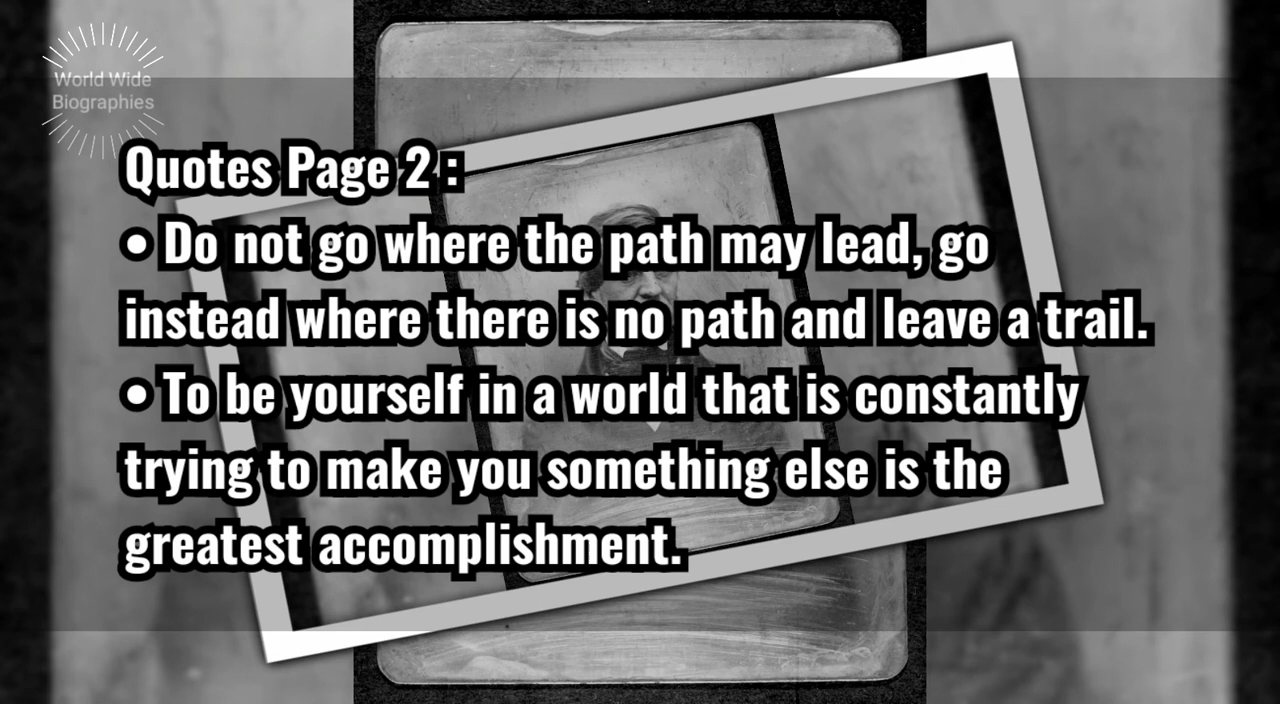 World Wide
Biographies
Quotes Page 2 :
• Do not go where the path may lead, go
instead where there is no path and leave a trail.
• To be yourself in a world that is constantly
trying to make you something else is the
greatest accomplishment.